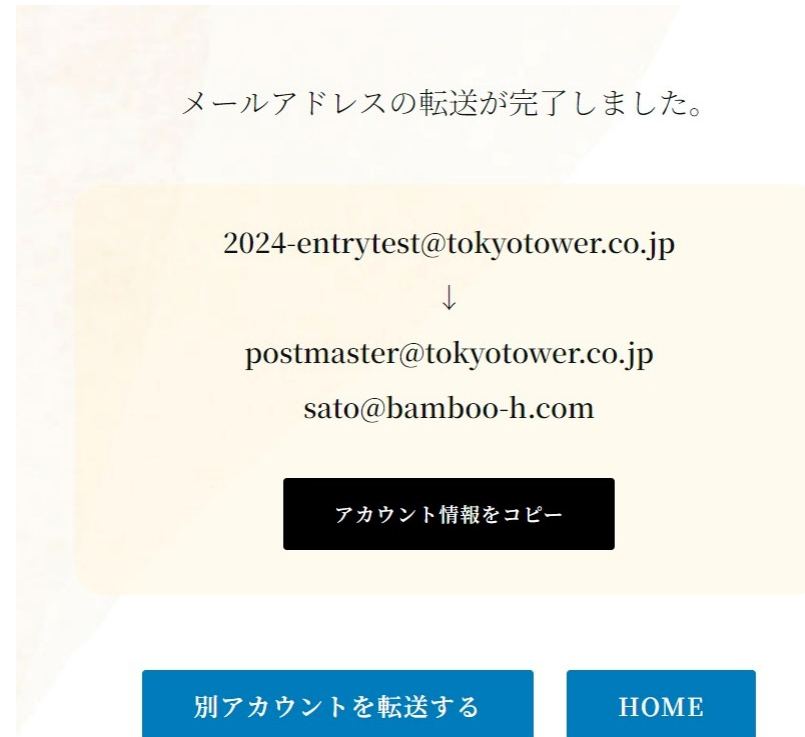 メールアドレスの転送が完了しました。
2024-entrytest@tokyotower.co.jp
↓
postmaster@tokyotower.co.jp
sato@bamboo-h.com
アカウント情報をコピー
別アカウントを転送する
HOME